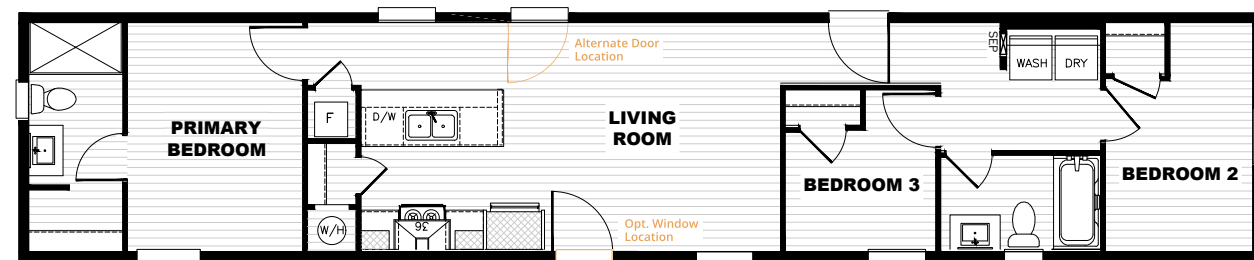 PRIMARY
BEDROOM
F
D/W
W/H
36
Alternate Door
Location
LIVING
ROOM
Opt. Window
Location
BEDROOM 3
SEP
WASH
DRY
BEDROOM 2